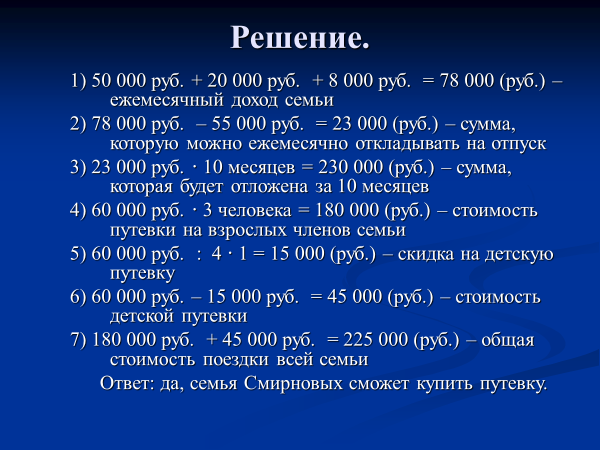 Решение.
1) 50 000 руб. + 20 000 руб. + 8 000 руб. = 78 000 (руб.) –
ежемесячный доход семьи
2) 78 000 руб. – 55 000 руб. = 23 000 (руб.) – сумма,
которую можно ежемесячно откладывать на отпуск
3) 23 000 руб. · 10 месяцев = 230 000 (руб.) – сумма,
которая будет отложена за 10 месяцев
4) 60 000 руб. · 3 человека = 180 000 (руб.) – стоимость
путевки на взрослых членов семьи
5) 60 000 руб. : 4 · 1 = 15 000 (руб.) – скидка на детскую
путевку
6) 60 000 руб. – 15 000 руб. = 45 000 (руб.) – стоимость
детской путевки
7) 180 000 руб. + 45 000 руб. = 225 000 (руб.) – общая
стоимость поездки всей семьи
Ответ: да, семья Смирновых сможет купить путевку.